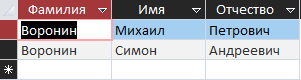 Фамилия Имя Отчество
Воронин Михаил Петрович
Воронин Симон Андреевич